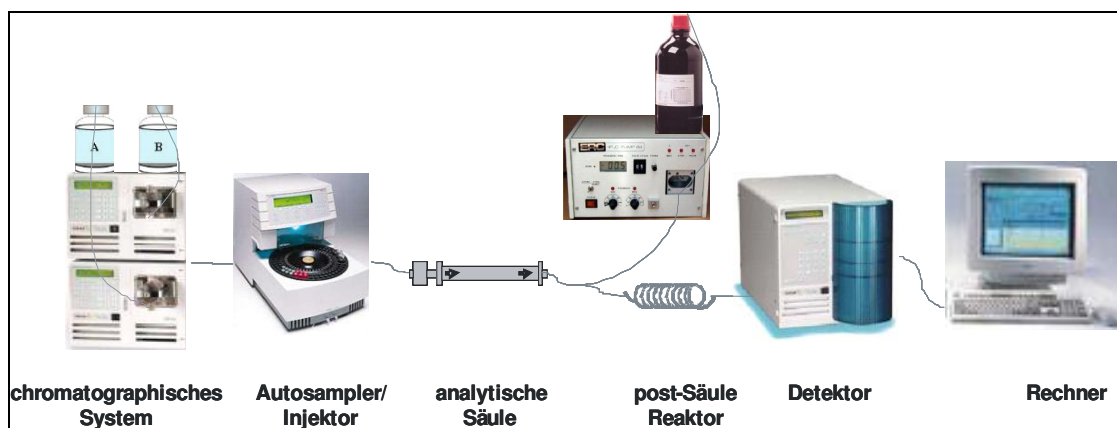 A
B
chromatographisches
System
Autosampler/
Injektor
analytische
Säule
post-Säule
Reaktor
Detektor
Rechner